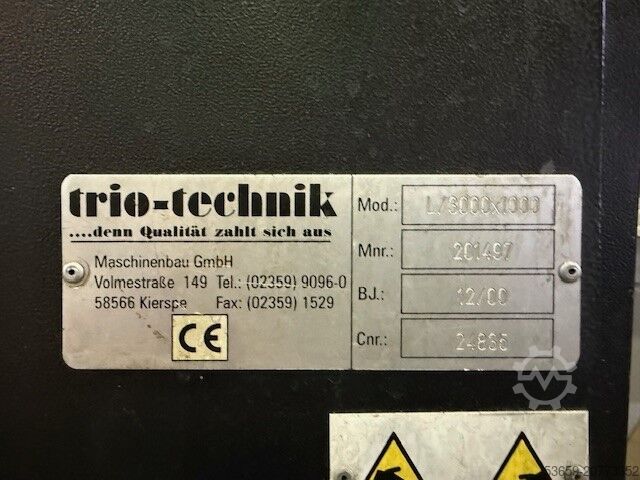 trio-technik
....denn Qualität zahlt sich aus
Maschinenbau GmbH
Volmestraße 149 Tel.: (02359) 9096-0
58566 Kierspe Fax: (02359) 1529
CE
Mod.: L/3000x1000
Mnr.: 201497
BJ.: 12/00
Cnr.: 24886